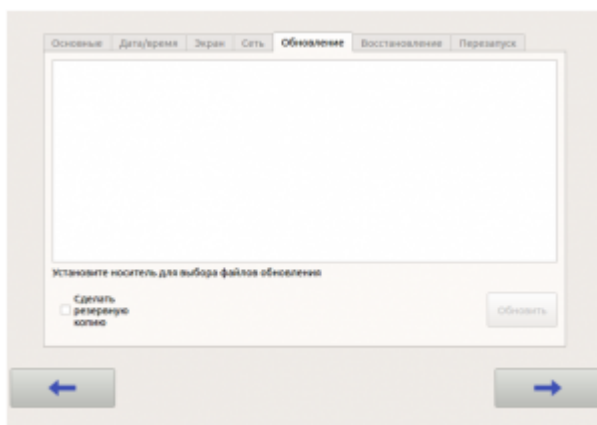 Основные Дата/время Экран Сеть Обновление Восстановление Перезапуск
Установите носитель для выбора файлов обновления
Сделать
резервную
копию
Обновить